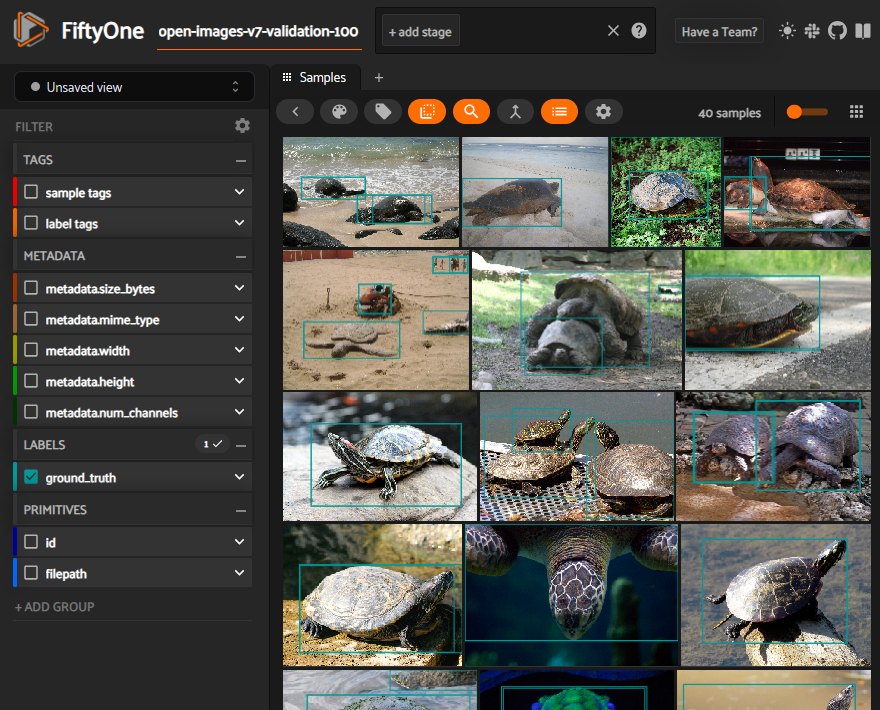 FiftyOne
open-images-v7-validation-100
+ add stage
Have a Team?
Unsaved view
Samples
+
FILTER
40 samples
TAGS
sample tags
label tags
METADATA
metadata.size_bytes
metadata.mime_type
metadata.width
metadata.height
metadata.num_channels
LABELS
1
ground_truth
PRIMITIVES
id
filepath
+ ADD GROUP